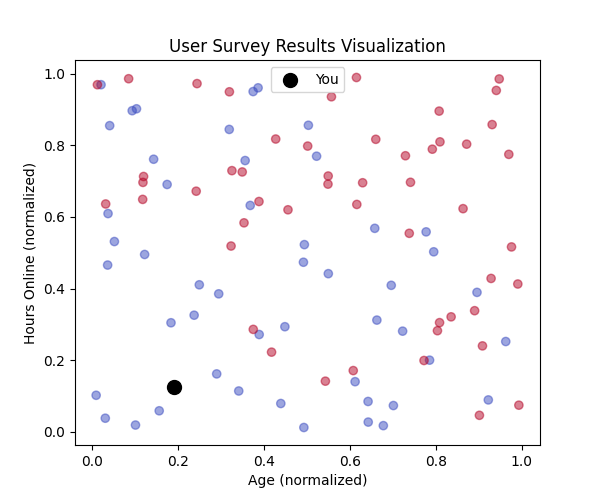 User Survey Results Visualization
You
Hours Online (normalized)
1.0
0.8
0.6
0.4
0.2
0.0
0.0 0.2 0.4 0.6 0.8 1.0
Age (normalized)